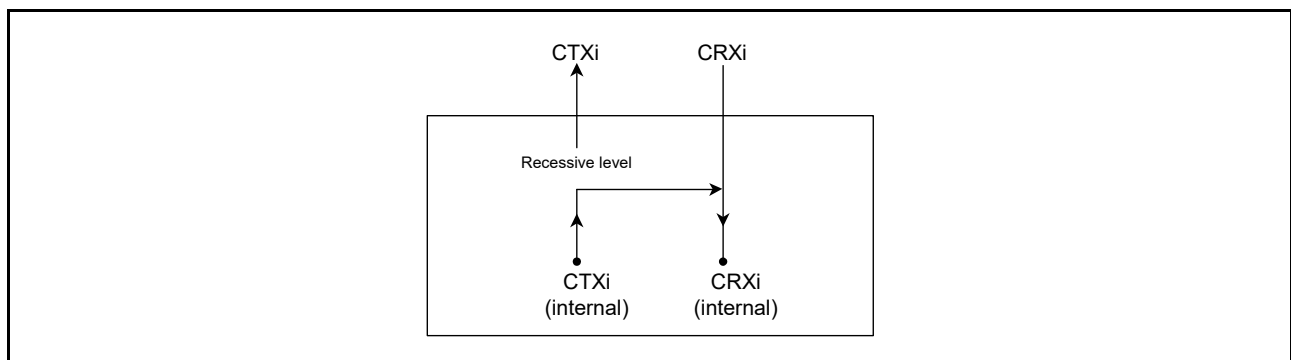 CTXi CRXi
Recessive level
CTXi CRXi
(internal) (internal)